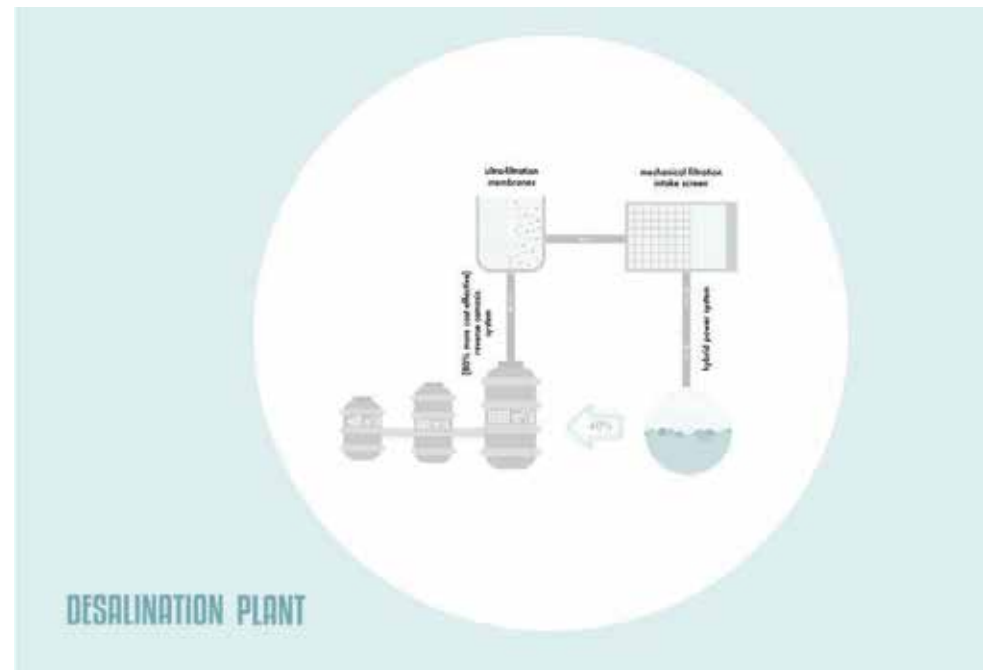 ultra-filtration
membranes
mechanical filtration
intake screen
[80% more cost effective]
reverse osmosis
system
hybrid power system
40%
DESALINATION PLANT